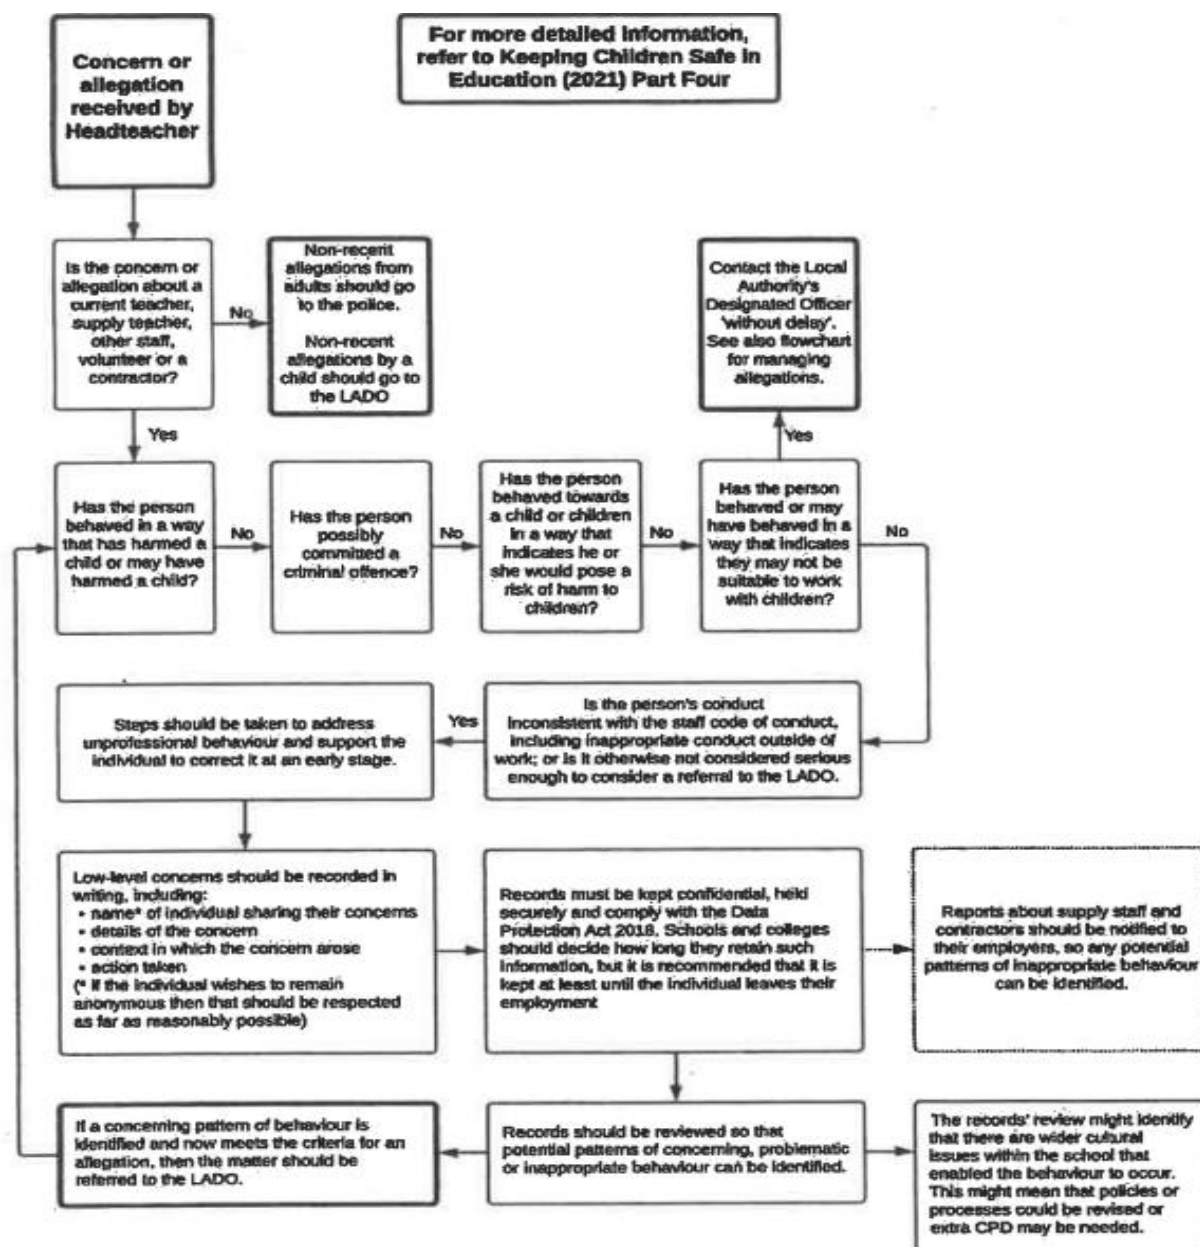 Concern or
allegation
received by
Headteacher
For more detailed information,
refer to Keeping Children Safe in
Education (2021) Part Four
Is the concern or
allegation about a
current teacher,
supply teacher,
other staff,
volunteer or a
contractor?
No
Non-recent
allegations from
adults should go
to the police.
Non-recent
allegations by a
child should go to
the LADO
Contact the Local
Authority's
Designated Officer
'without delay'.
See also flowchart
for managing
allegations.
Yes
Yes
Has the person
behaved in a way
that has harmed a
child or may have
harmed a child?
No
Has the person
possibly
committed a
criminal offence?
No
Has the person
behaved towards
a child or children
in a way that
indicates he or
she would pose a
risk of harm to
children?
No
Has the person
behaved or may
have behaved in a
way that indicates
they may not be
suitable to work
with children?
No
Steps should be taken to address
unprofessional behaviour and support the
individual to correct it at an early stage.
Yes
Is the person's conduct
inconsistent with the staff code of conduct,
including inappropriate conduct outside of
work; or is it otherwise not considered serious
enough to consider a referral to the LADO.
Low-level concerns should be recorded in
writing, including:
• name* of individual sharing their concerns
• details of the concern
• context in which the concern arose
• action taken
(* if the individual wishes to remain
anonymous then that should be respected
as far as reasonably possible)
Records must be kept confidential, held
securely and comply with the Data
Protection Act 2018. Schools and colleges
should decide how long they retain such
information, but it is recommended that it is
kept at least until the individual leaves their
employment
Reports about supply staff and
contractors should be notified to
their employers, so any potential
patterns of inappropriate behaviour
can be identified.
If a concerning pattern of behaviour is
identified and now meets the criteria for an
allegation, then the matter should be
referred to the LADO.
Records should be reviewed so that
potential patterns of concerning, problematic
or inappropriate behaviour can be identified.
The records' review might identify
that there are wider cultural
issues within the school that
enabled the behaviour to occur.
This might mean that policies or
processes could be revised or
extra CPD may be needed.